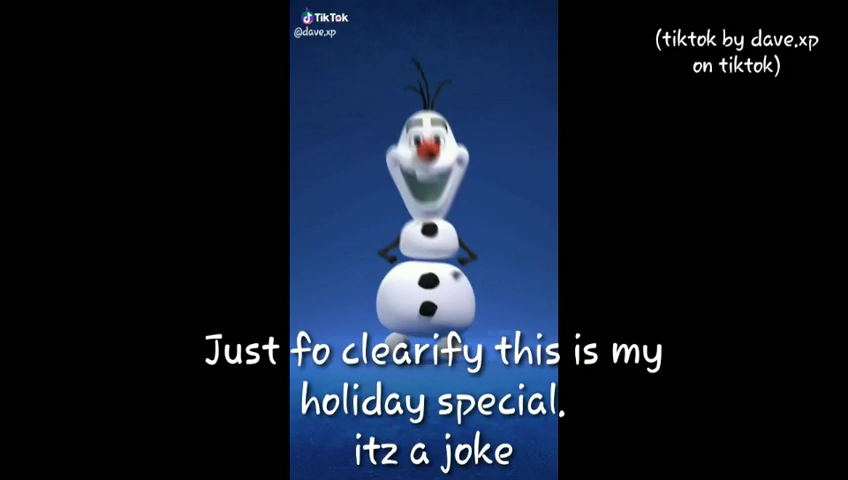 TikTok
@dave.xp
(tiktok by dave.xp
on tiktok)
Just fo clearify this is my
holiday special.
itz a joke